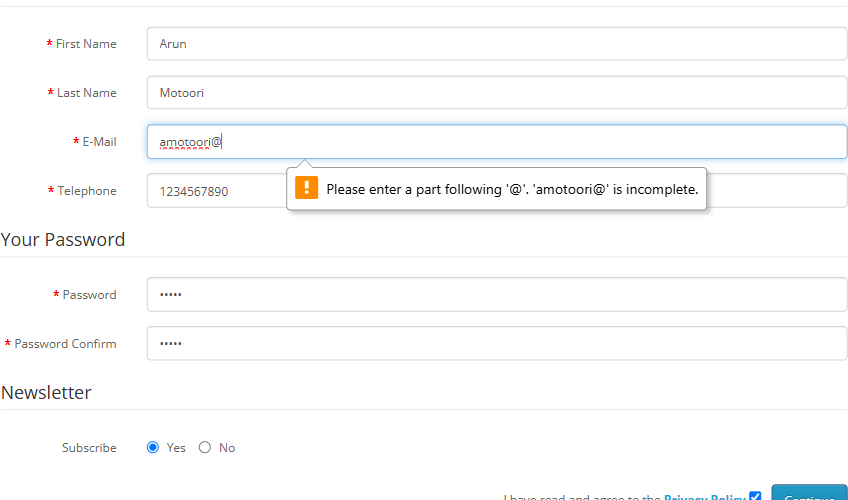 * First Name Arun
* Last Name Motoori
* E-Mail amotoori@
Please enter a part following '@'. 'amotoori@' is incomplete.
* Telephone 1234567890
Your Password
* Password •••••
* Password Confirm •••••
Newsletter
Subscribe Yes No
I have read and agree to the Privacy Policy Continue